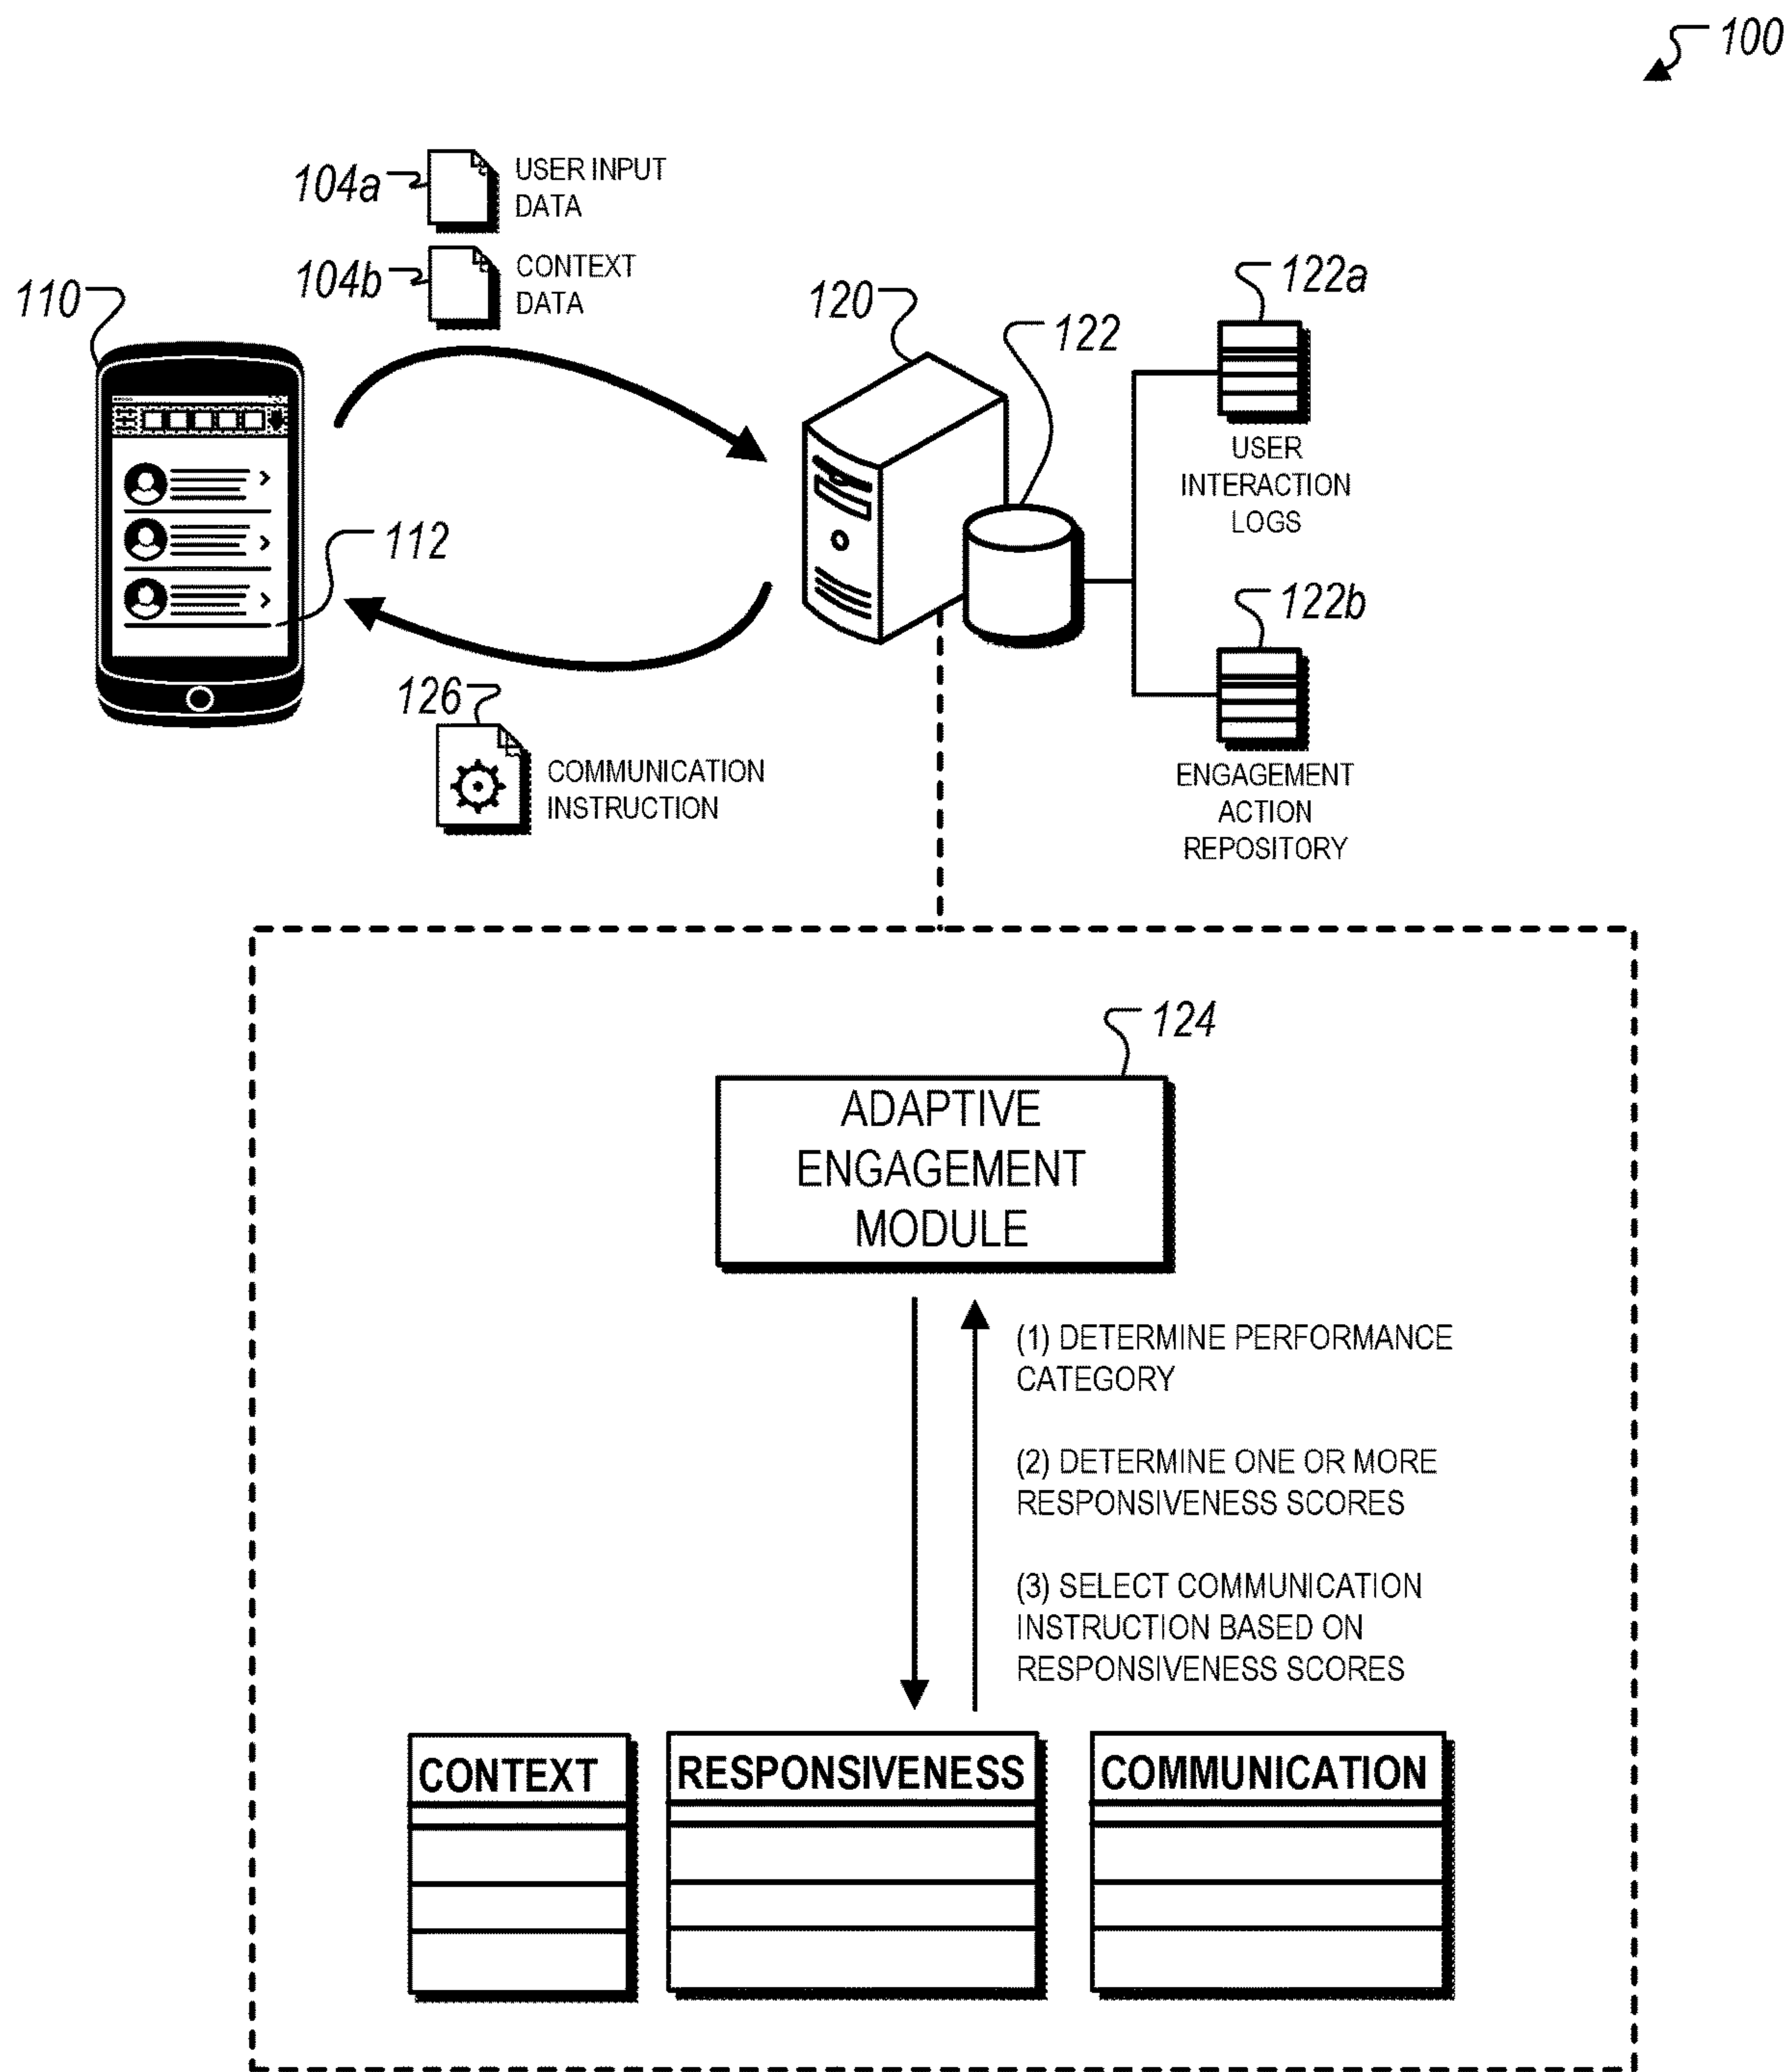 100
104a
USER INPUT
DATA
104b
CONTEXT
DATA
110
120
122
122a
USER
INTERACTION
LOGS
112
122b
ENGAGEMENT
ACTION
REPOSITORY
126
COMMUNICATION
INSTRUCTION
124
ADAPTIVE
ENGAGEMENT
MODULE
(1) DETERMINE PERFORMANCE
CATEGORY
(2) DETERMINE ONE OR MORE
RESPONSIVENESS SCORES
(3) SELECT COMMUNICATION
INSTRUCTION BASED ON
RESPONSIVENESS SCORES
CONTEXT
RESPONSIVENESS
COMMUNICATION